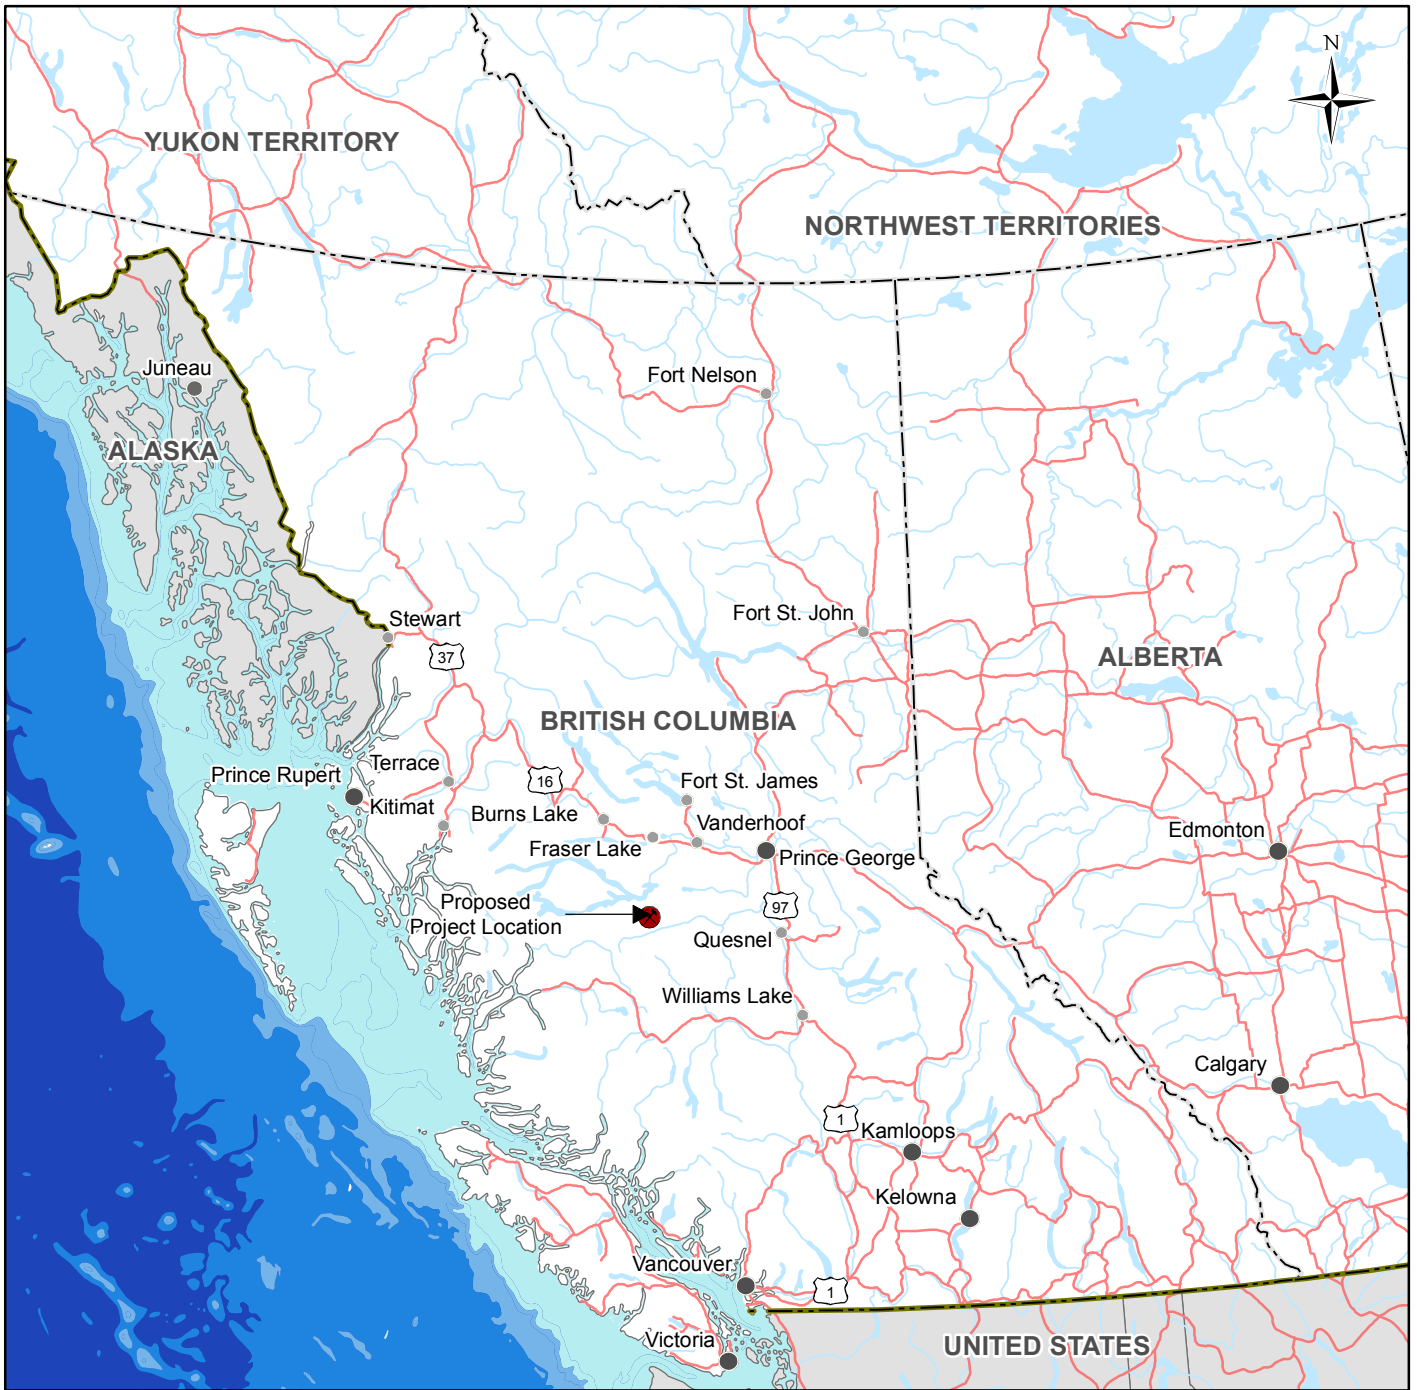 N
YUKON TERRITORY
NORTHWEST TERRITORIES
Juneau
Fort Nelson
ALASKA
Stewart
Fort St. John
37
ALBERTA
BRITISH COLUMBIA
Terrace
Prince Rupert
16
Fort St. James
Kitimat
Burns Lake
Vanderhoof
Edmonton
Fraser Lake
Prince George
Proposed
Project Location
97
Quesnel
Williams Lake
Calgary
1
Kamloops
Kelowna
Vancouver
1
Victoria
UNITED STATES